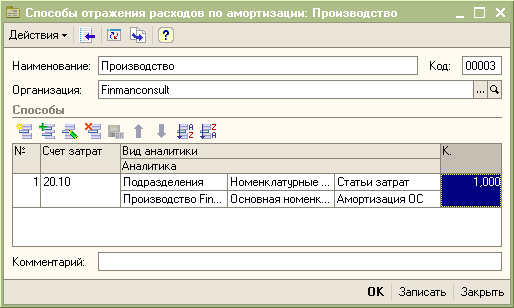 Способы отражения расходов по амортизации: Производство
Действия
Наименование: Производство Код: 00003
Организация: Finmanconsult ...
Способы
№ Счет затрат Вид аналитики К.
Аналитика
1 20.10 Подразделения Номенклатурные ... Статьи затрат 1,000
Производство Fin... Основная номенк... Амортизация ОС
Комментарий:
OK Записать Закрыть